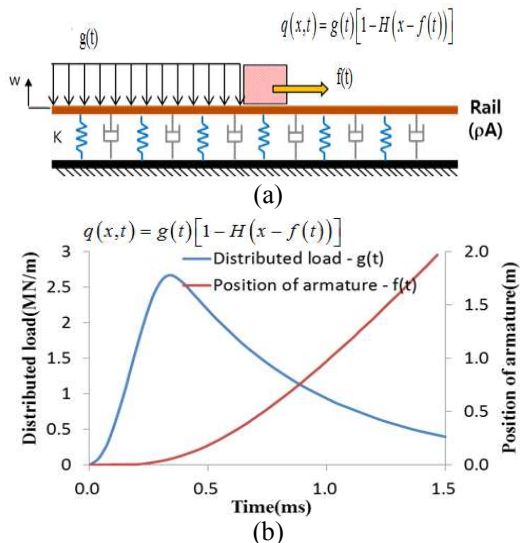 q(x,t) = g(t)[1-H(x-f(t))]
g(t)
f(t)
W
Rail
(ρA)
K
(a)
q(x,t) = g(t)[1-H(x-f(t))]
3
2.5
2
1.5
1
0.5
0
Distributed load(MN/m)
Distributed load - g(t)
Position of armature - f(t)
2.0
1.5
1.0
0.5
0.0
Position of armature(m)
0.0
0.5
1.0
1.5
Time(ms)
(b)